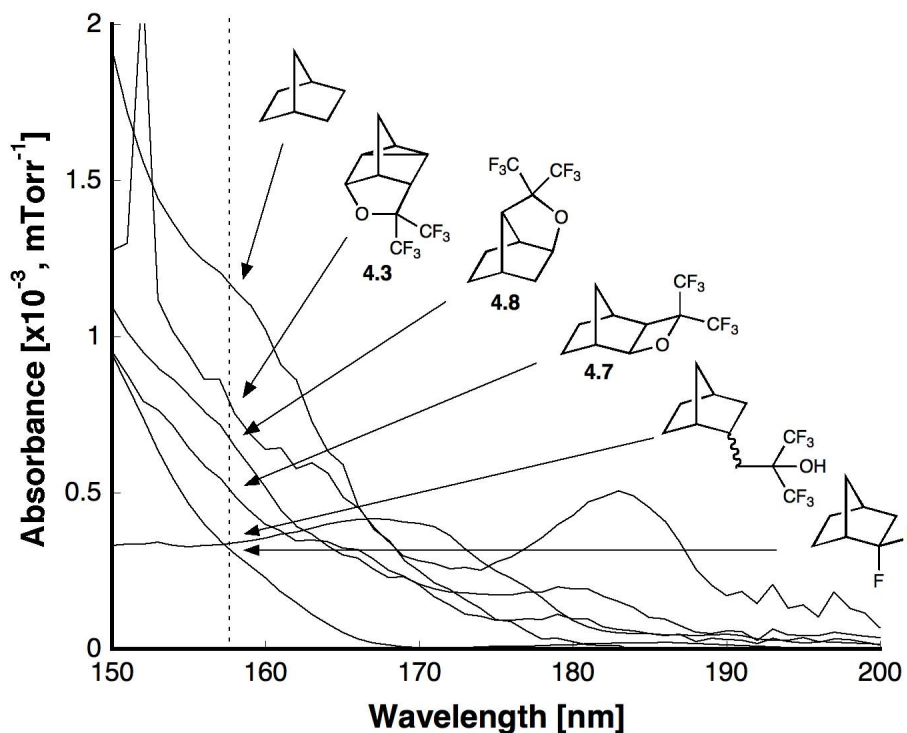 2
1.5
1
0.5
0
150
160
170
180
190
200
Absorbance [x10⁻³, mTorr⁻¹]
Wavelength [nm]
O
CF₃
CF₃
4.3
F₃C
CF₃
O
4.8
CF₃
CF₃
O
4.7
CF₃
OH
CF₃
F